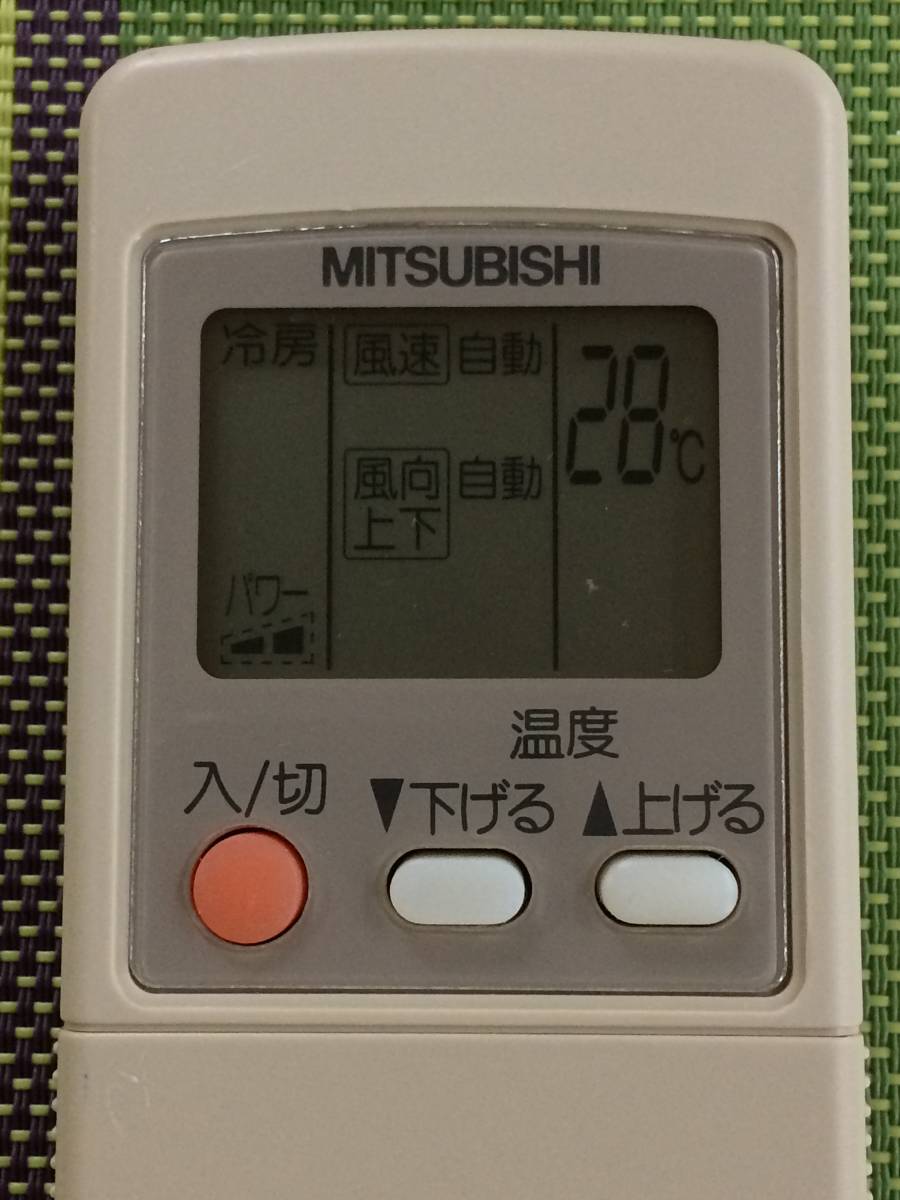 MITSUBISHI
冷房
風速 自動
28℃
風向 自動
上下
パワー
温度
入/切
▼下げる
▲上げる